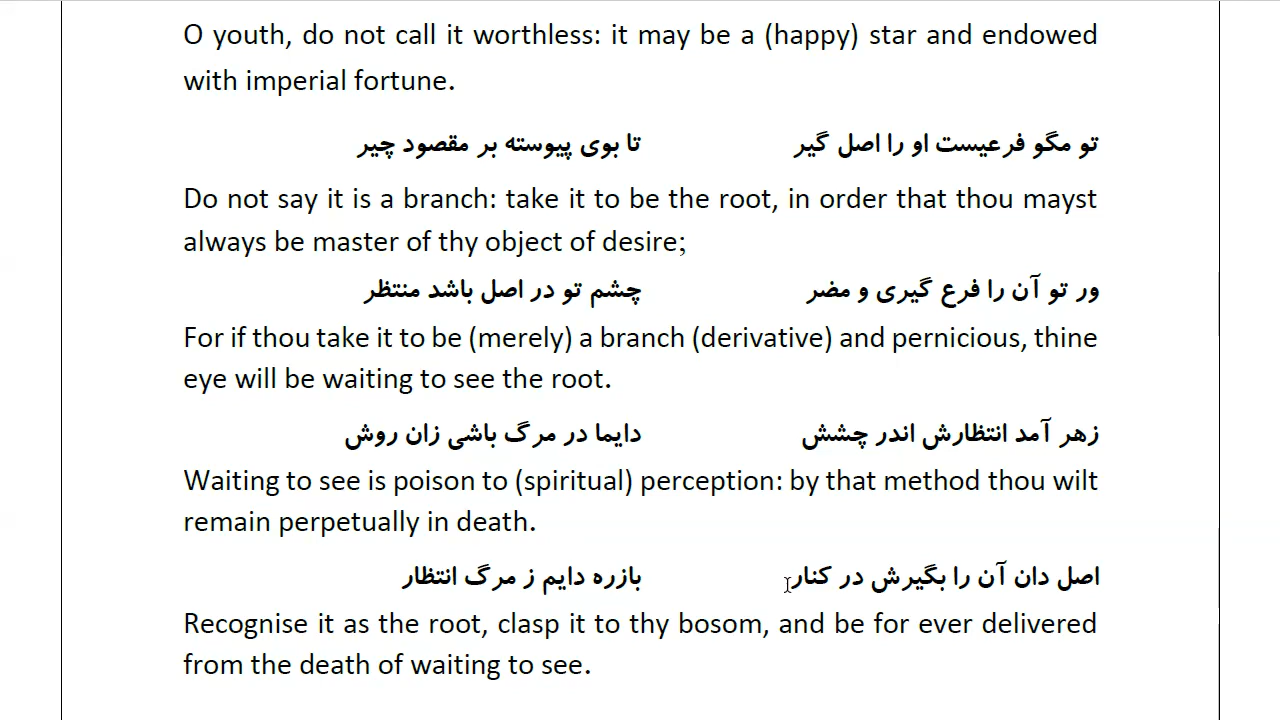 O youth, do not call it worthless: it may be a (happy) star and endowed
with imperial fortune.
تو مگو فرعیست او را اصل گیر تا بوی پیوسته بر مقصود چیر
Do not say it is a branch: take it to be the root, in order that thou mayst
always be master of thy object of desire;
ور تو آن را فرع گیری و مضر چشم تو در اصل باشد منتظر
For if thou take it to be (merely) a branch (derivative) and pernicious, thine
eye will be waiting to see the root.
زهر آمد انتظارش اندر چشش دایما در مرگ باشی زان روش
Waiting to see is poison to (spiritual) perception: by that method thou wilt
remain perpetually in death.
اصل دان آن را بگیرش در کنار بازره دایم ز مرگ انتظار
Recognise it as the root, clasp it to thy bosom, and be for ever delivered
from the death of waiting to see.